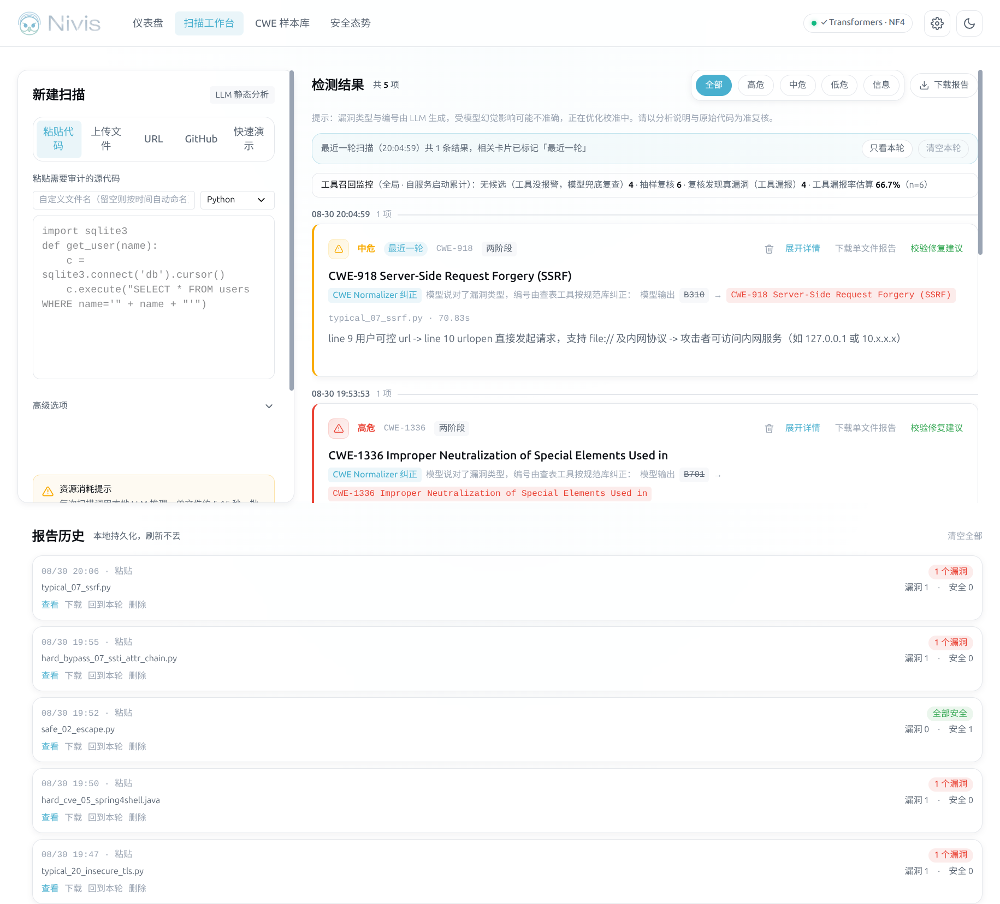 Nivis
仪表盘
扫描工作台
CWE 样本库
安全态势
✓ Transformers · NF4
新建扫描
LLM 静态分析
粘贴代码
上传文件
URL
GitHub
快速演示
粘贴需要审计的源代码
自定义文件名（留空则按时间自动命名
Python
import sqlite3
def get_user(name):
    c =
sqlite3.connect('db').cursor()
    c.execute("SELECT * FROM users
WHERE name='" + name + "'")
高级选项
资源消耗提示
检测结果 共 5 项
全部
高危
中危
低危
信息
下载报告
提示：漏洞类型与编号由 LLM 生成，受模型幻觉影响可能不准确，正在优化校准中。请以分析说明与原始代码为准复核。
最近一轮扫描（20:04:59）共 1 条结果，相关卡片已标记「最近一轮」
只看本轮
清空本轮
工具召回监控（全局 · 自服务启动累计）：无候选（工具没报警，模型兜底复查）4 · 抽样复核 6 · 复核发现真漏洞（工具漏报）4 · 工具漏报率估算 66.7%（n=6）
08-30 20:04:59 1 项
中危 最近一轮 CWE-918 两阶段
展开详情 下载单文件报告 校验修复建议
CWE-918 Server-Side Request Forgery (SSRF)
CWE Normalizer 纠正 模型说对了漏洞类型，编号由查表工具按规范库纠正： 模型输出 B310 → CWE-918 Server-Side Request Forgery (SSRF)
typical_07_ssrf.py · 70.83s
line 9 用户可控 url -> line 10 urlopen 直接发起请求，支持 file:// 及内网协议 -> 攻击者可访问内网服务（如 127.0.0.1 或 10.x.x.x）
08-30 19:53:53 1 项
高危 CWE-1336 两阶段
展开详情 下载单文件报告 校验修复建议
CWE-1336 Improper Neutralization of Special Elements Used in
CWE Normalizer 纠正 模型说对了漏洞类型，编号由查表工具按规范库纠正： 模型输出 B701 →
CWE-1336 Improper Neutralization of Special Elements Used in
报告历史 本地持久化，刷新不丢
清空全部
08/30 20:06 · 粘贴
1 个漏洞
typical_07_ssrf.py
漏洞 1 · 安全 0
查看 下载 回到本轮 删除
08/30 19:55 · 粘贴
1 个漏洞
hard_bypass_07_ssti_attr_chain.py
漏洞 1 · 安全 0
查看 下载 回到本轮 删除
08/30 19:52 · 粘贴
全部安全
safe_02_escape.py
漏洞 0 · 安全 1
查看 下载 回到本轮 删除
08/30 19:50 · 粘贴
1 个漏洞
hard_cve_05_spring4shell.java
漏洞 1 · 安全 0
查看 下载 回到本轮 删除
08/30 19:47 · 粘贴
1 个漏洞
typical_20_insecure_tls.py
漏洞 1 · 安全 0
查看 下载 回到本轮 删除